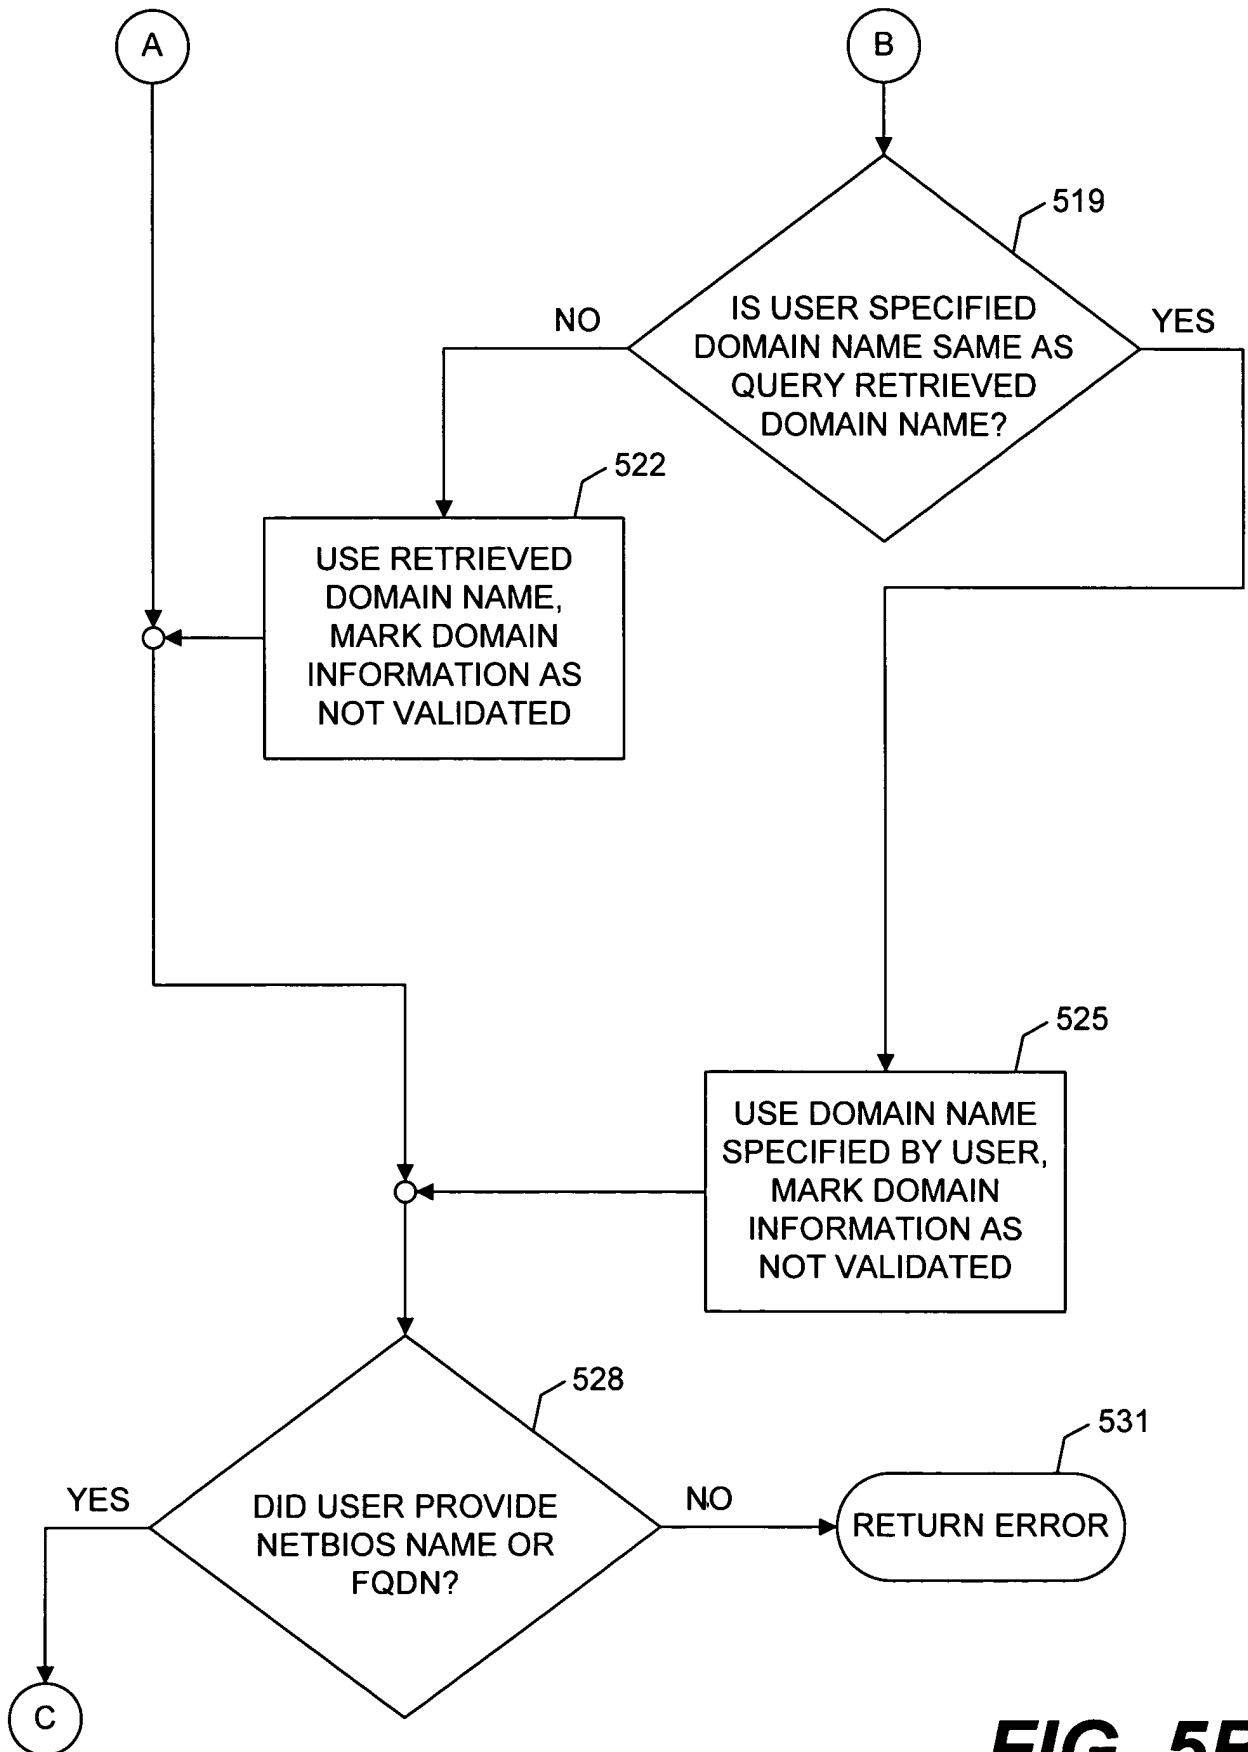 A
B
519
IS USER SPECIFIED
DOMAIN NAME SAME AS
QUERY RETRIEVED
DOMAIN NAME?
NO
YES
522
USE RETRIEVED
DOMAIN NAME,
MARK DOMAIN
INFORMATION AS
NOT VALIDATED
525
USE DOMAIN NAME
SPECIFIED BY USER,
MARK DOMAIN
INFORMATION AS
NOT VALIDATED
528
DID USER PROVIDE
NETBIOS NAME OR
FQDN?
YES
NO
531
RETURN ERROR
C
FIG. 5